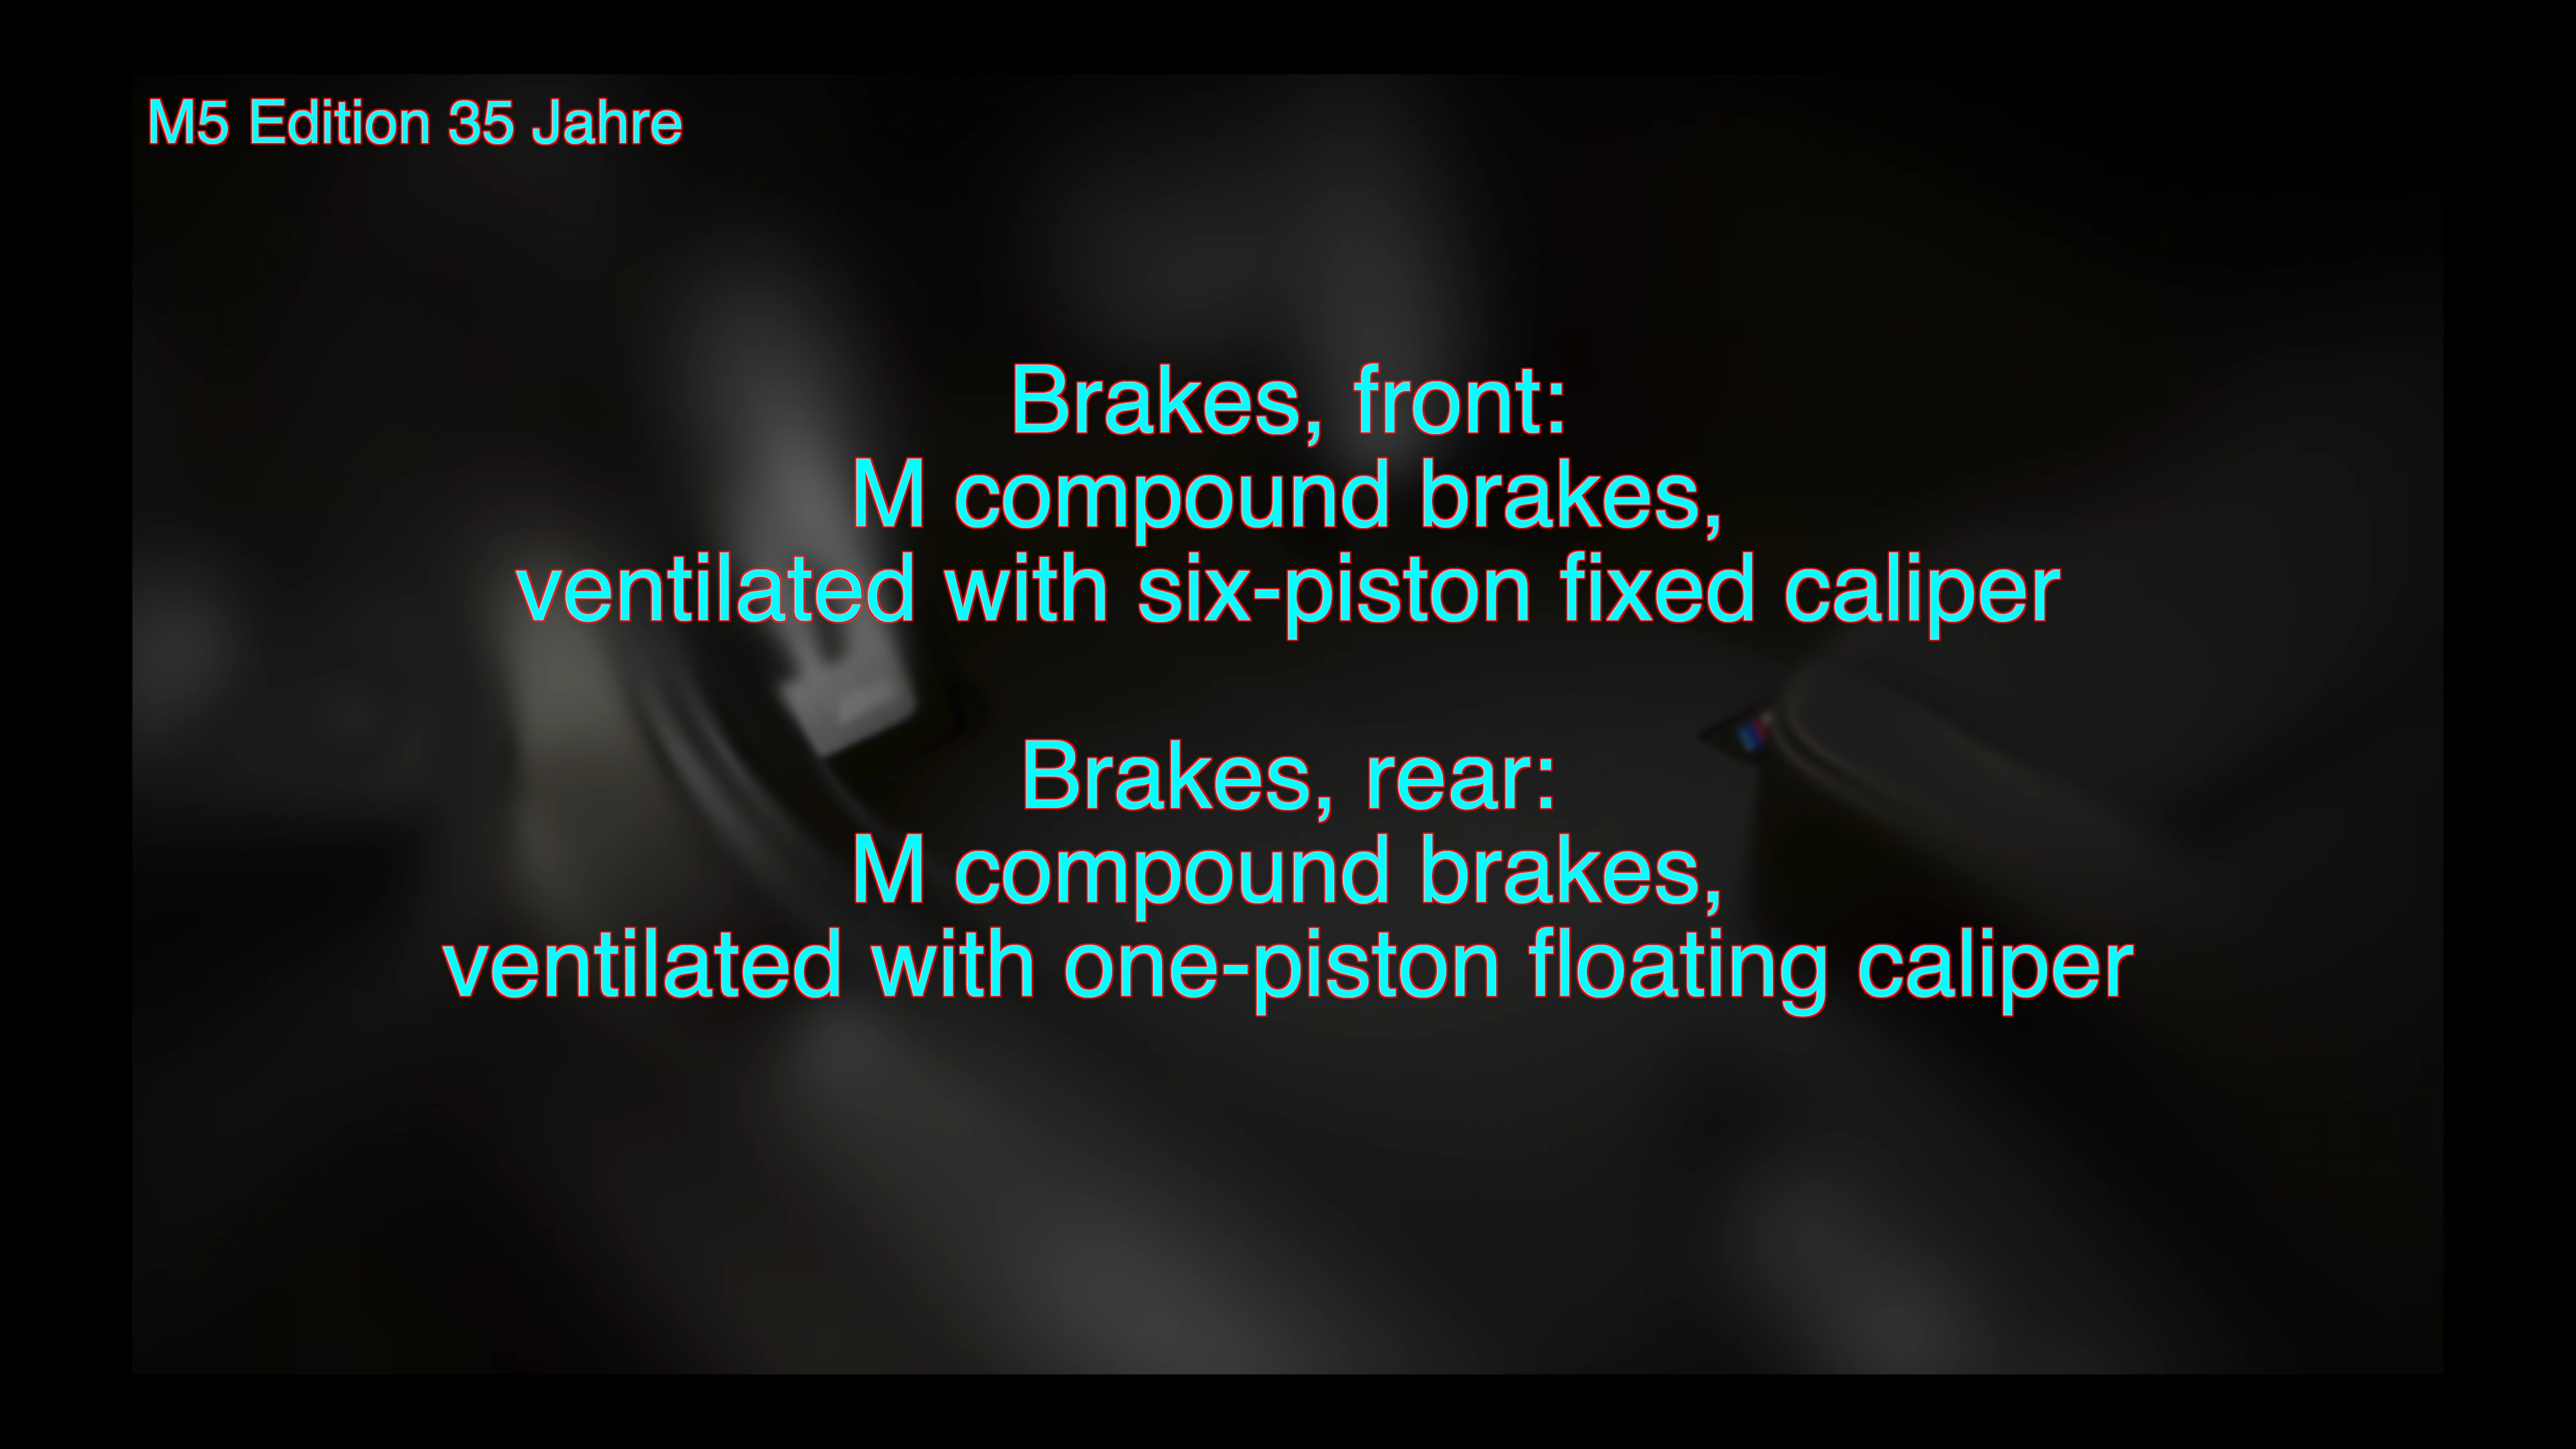 M5 Edition 35 Jahre
Brakes, front:
M compound brakes,
ventilated with six-piston fixed caliper
Brakes, rear:
M compound brakes,
ventilated with one-piston floating caliper